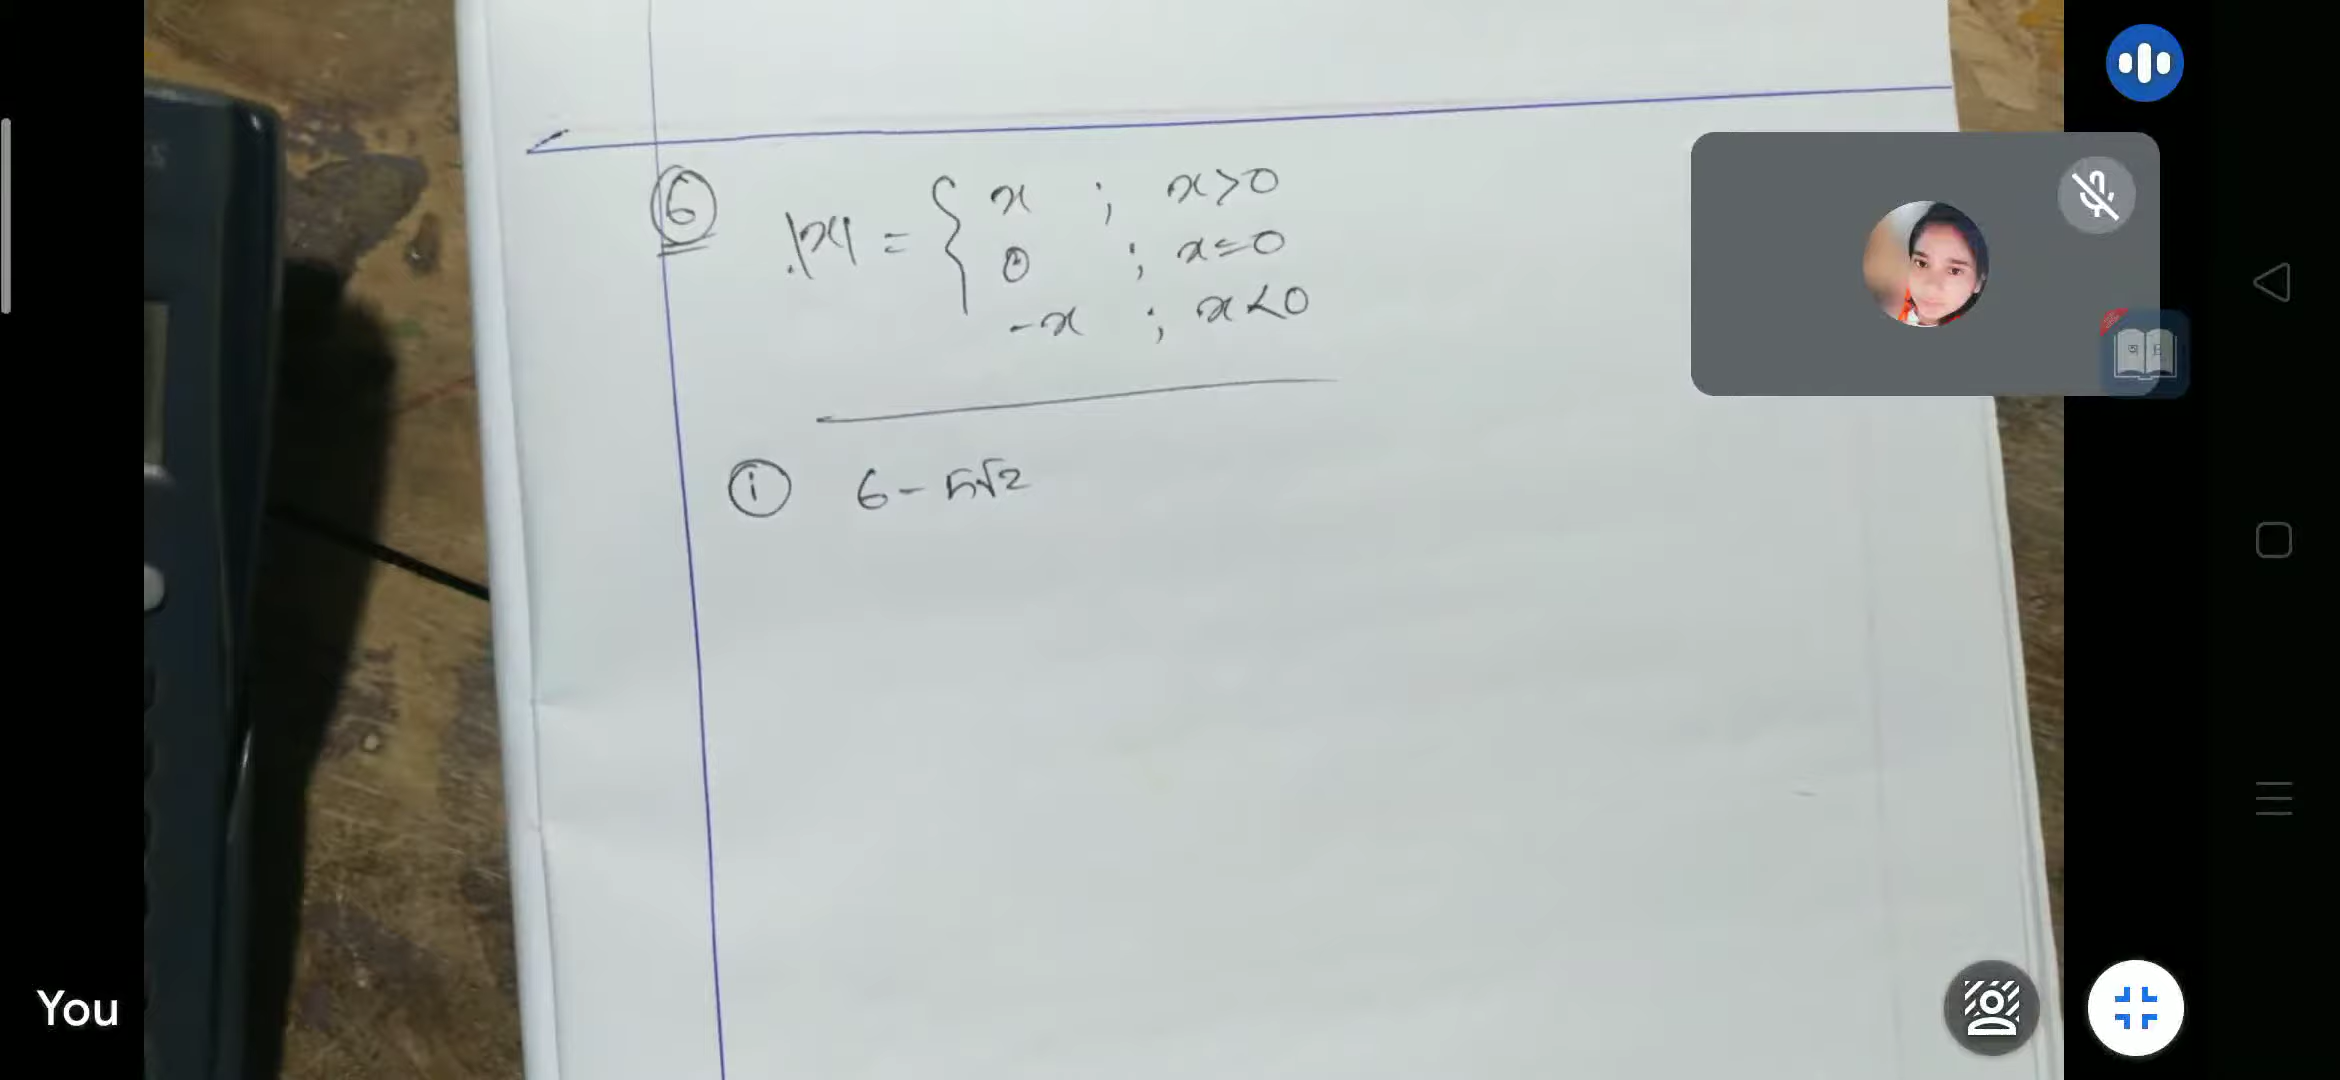 6 |x| = { x ; x>0
0 ; x=0
-x ; x<0
i 6-5√2
You